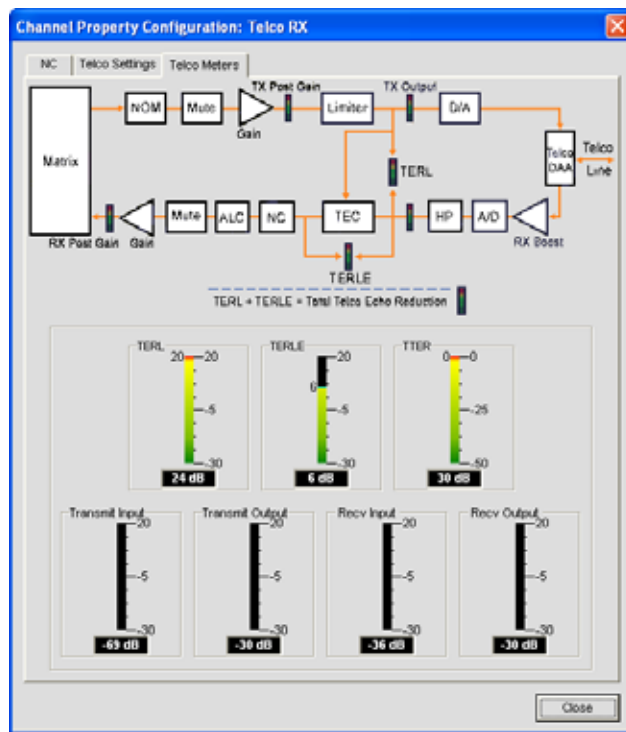 Channel Property Configuration: Telco RX
NC
Telco Settings
Telco Meters
TX Post Gain
TX Output
NOM
Mute
Limiter
D/A
Gain
Matrix
Telco DAA
Telco
Line
TERL
Mute
ALC
NC
TEC
HP
A/D
RX Post Gain
Gain
RX Boost
TERLE
TERL + TERLE = Total Telco Echo Reduction
TERL
TERLE
TTER
20
20
20
0
0
6
-5
-5
-25
-30
-30
-50
24 dB
6 dB
30 dB
Transmit Input
Transmit Output
Recv Input
Recv Output
20
20
20
20
-5
-5
-5
-5
-30
-30
-30
-30
-69 dB
-30 dB
-36 dB
-30 dB
Close